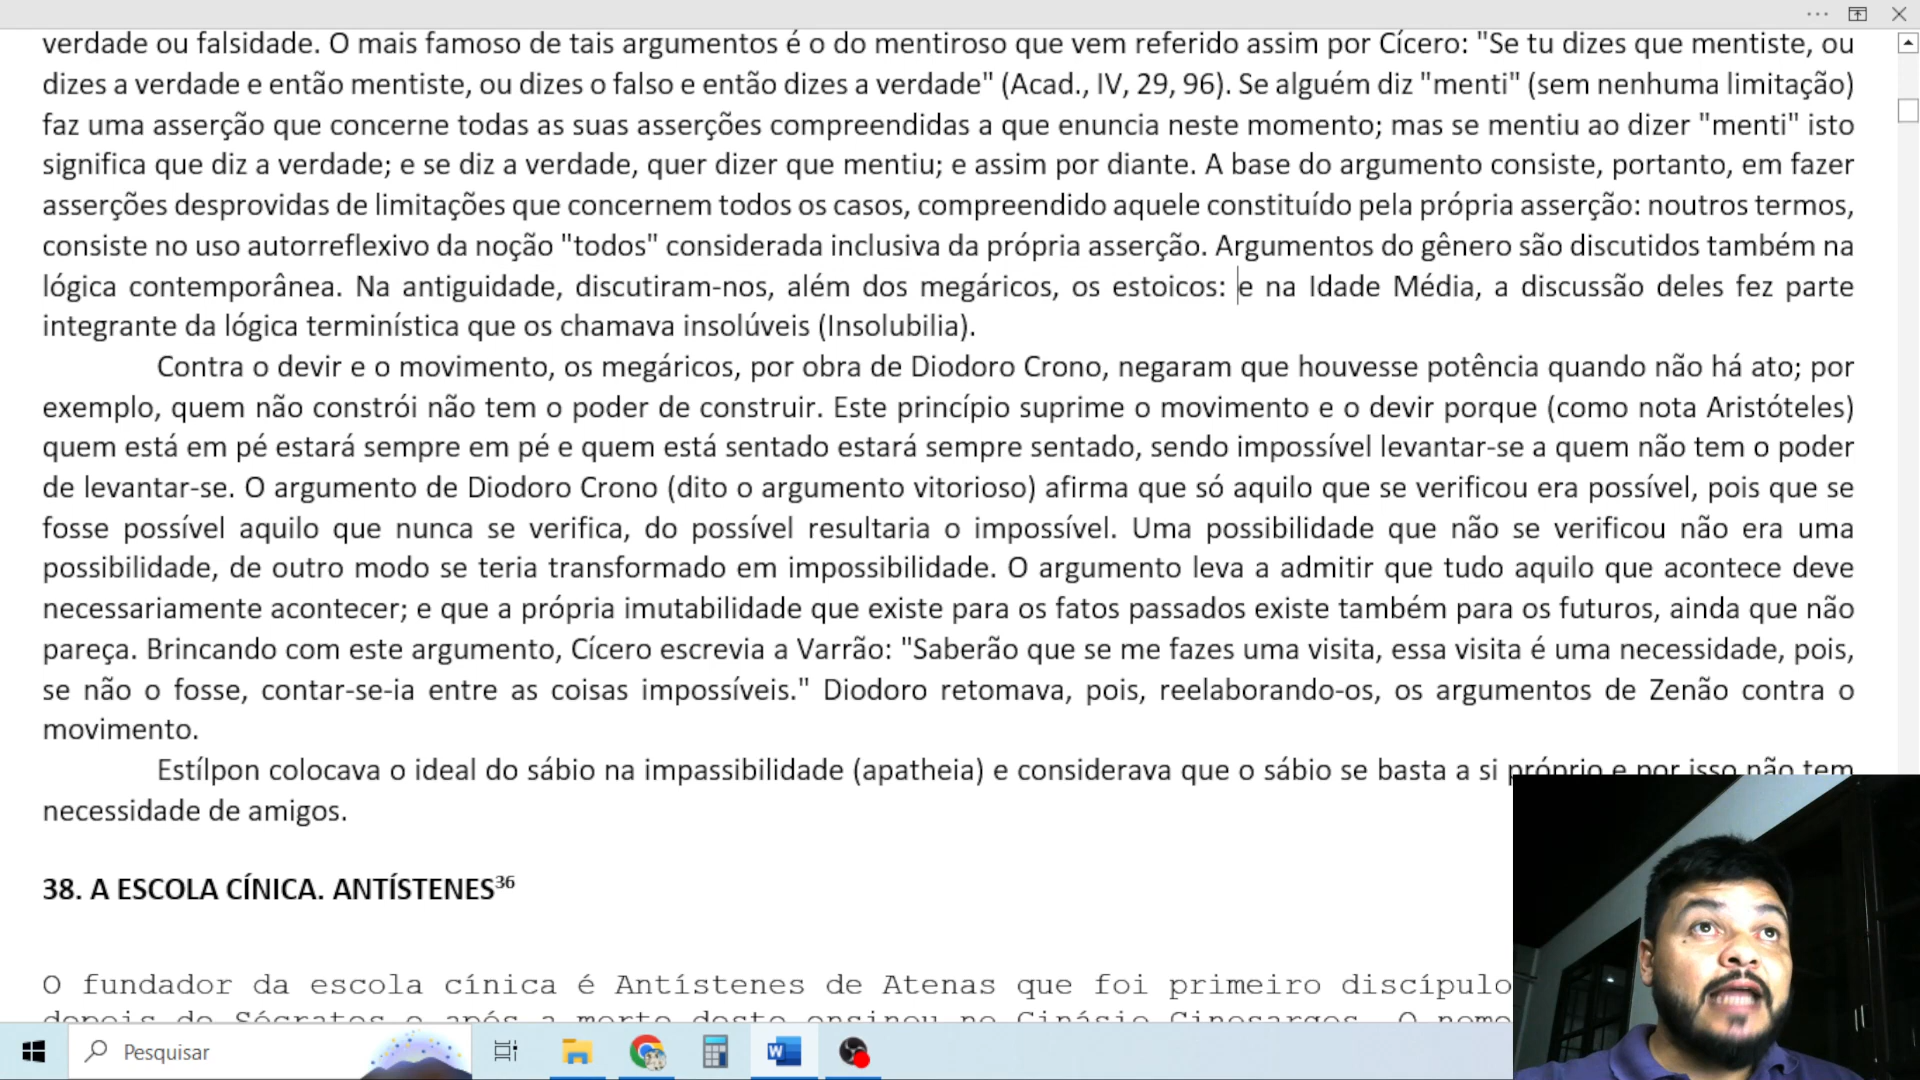 verdade ou falsidade. O mais famoso de tais argumentos é o do mentiroso que vem referido assim por Cícero: "Se tu dizes que mentiste, ou
dizes a verdade e então mentiste, ou dizes o falso e então dizes a verdade" (Acad., IV, 29, 96). Se alguém diz "menti" (sem nenhuma limitação)
faz uma asserção que concerne todas as suas asserções compreendidas a que enuncia neste momento; mas se mentiu ao dizer "menti" isto
significa que diz a verdade; e se diz a verdade, quer dizer que mentiu; e assim por diante. A base do argumento consiste, portanto, em fazer
asserções desprovidas de limitações que concernem todos os casos, compreendido aquele constituído pela própria asserção: noutros termos,
consiste no uso autorreflexivo da noção "todos" considerada inclusiva da própria asserção. Argumentos do gênero são discutidos também na
lógica contemporânea. Na antiguidade, discutiram-nos, além dos megáricos, os estoicos: e na Idade Média, a discussão deles fez parte
integrante da lógica terminística que os chamava insolúveis (Insolubilia).
Contra o devir e o movimento, os megáricos, por obra de Diodoro Crono, negaram que houvesse potência quando não há ato; por
exemplo, quem não constrói não tem o poder de construir. Este princípio suprime o movimento e o devir porque (como nota Aristóteles)
quem está em pé estará sempre em pé e quem está sentado estará sempre sentado, sendo impossível levantar-se a quem não tem o poder
de levantar-se. O argumento de Diodoro Crono (dito o argumento vitorioso) afirma que só aquilo que se verificou era possível, pois que se
fosse possível aquilo que nunca se verifica, do possível resultaria o impossível. Uma possibilidade que não se verificou não era uma
possibilidade, de outro modo se teria transformado em impossibilidade. O argumento leva a admitir que tudo aquilo que acontece deve
necessariamente acontecer; e que a própria imutabilidade que existe para os fatos passados existe também para os futuros, ainda que não
pareça. Brincando com este argumento, Cícero escrevia a Varrão: "Saberão que se me fazes uma visita, essa visita é uma necessidade, pois,
se não o fosse, contar-se-ia entre as coisas impossíveis." Diodoro retomava, pois, reelaborando-os, os argumentos de Zenão contra o
movimento.
Estílpon colocava o ideal do sábio na impassibilidade (apatheia) e considerava que o sábio se basta a si próprio e por isso não tem
necessidade de amigos.
38. A ESCOLA CÍNICA. ANTÍSTENES³⁶
O fundador da escola cínica é Antístenes de Atenas que foi primeiro discípulo
depois de Sócrates e após a morte deste ensinou no Ginásio Cinosargos. O nome
Pesquisar